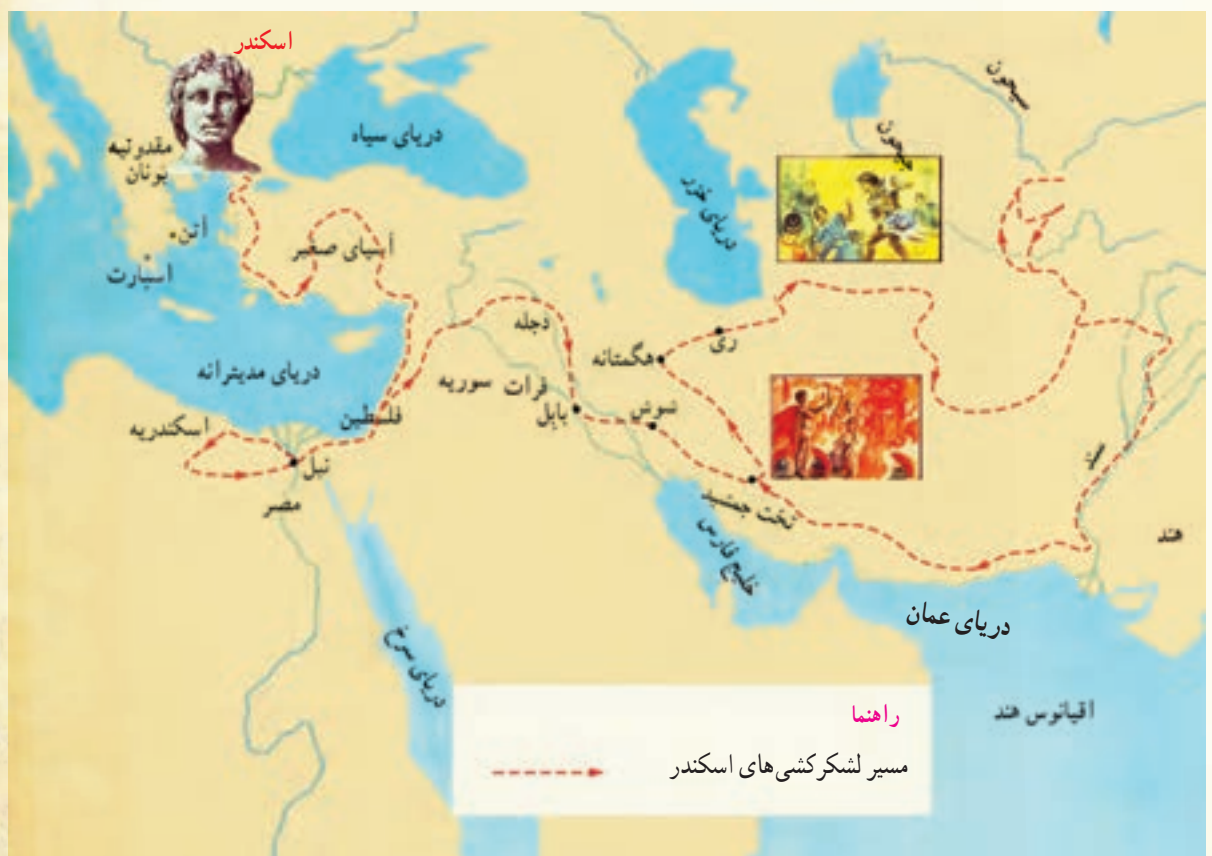 اسکندر
مقدونیه
یونان
آتن
اسپارت
دریای سیاه
آسیای صغیر
دریای مدیترانه
اسکندریه
فلسطین
نیل
مصر
دریای سرخ
دجله
فرات
سوریه
بابل
شوش
هگمتانه
ری
دریای خزر
جیحون
سیحون
تخت جمشید
خلیج فارس
دریای عمان
سند
هند
اقیانوس هند
راهنما
مسیر لشکرکشی‌های اسکندر